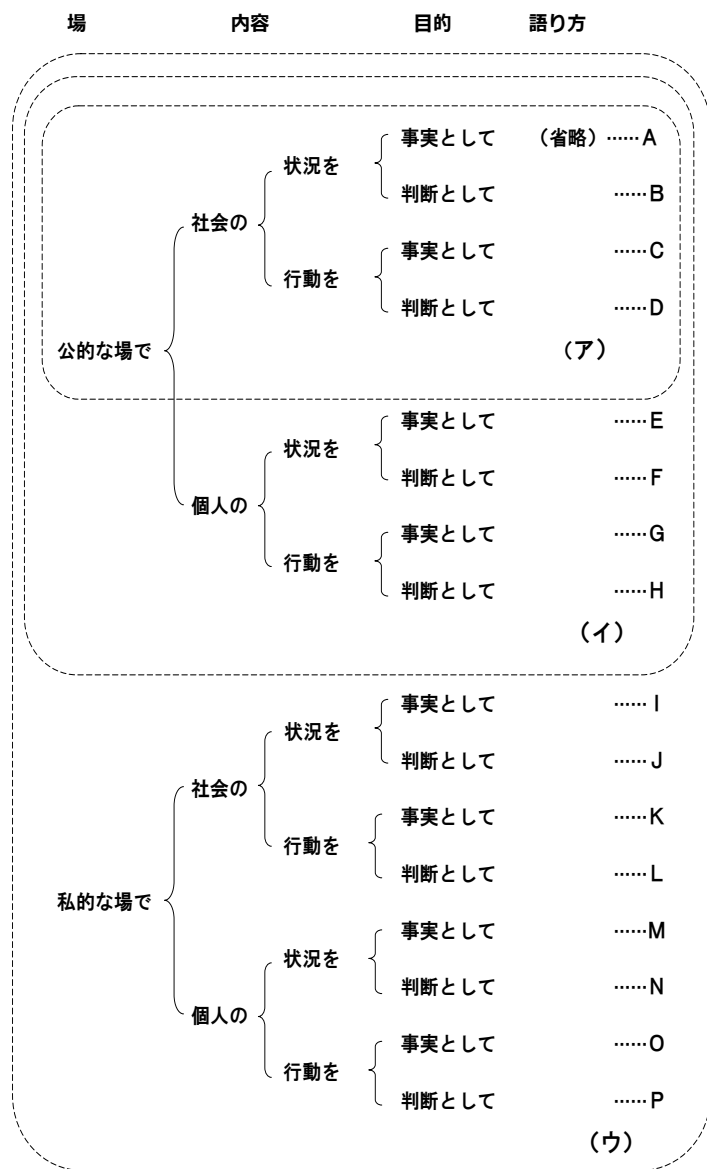 場 内容 目的 語り方
事実として (省略) ……A
状況を
判断として ……B
社会の
事実として ……C
行動を
判断として ……D
公的な場で (ア)
事実として ……E
状況を
判断として ……F
個人の
事実として ……G
行動を
判断として ……H
(イ)
事実として ……I
状況を
判断として ……J
社会の
事実として ……K
行動を
判断として ……L
私的な場で
事実として ……M
状況を
判断として ……N
個人の
事実として ……O
行動を
判断として ……P
(ウ)